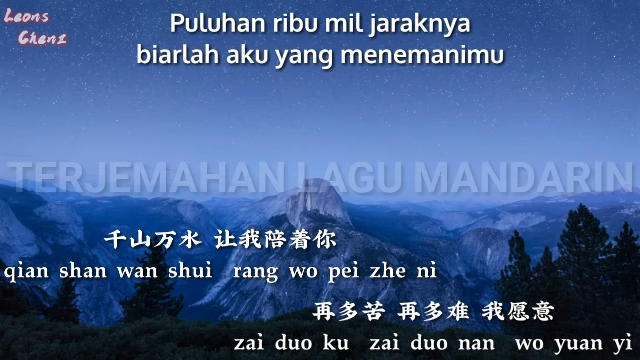 Leons
Chenz
Puluhan ribu mil jaraknya
biarlah aku yang menemanimu
TERJEMAHAN LAGU MANDARIN
千山万水 让我陪着你
qian shan wan shui rang wo pei zhe ni
再多苦 再多难 我愿意
zai duo ku zai duo nan wo yuan yi